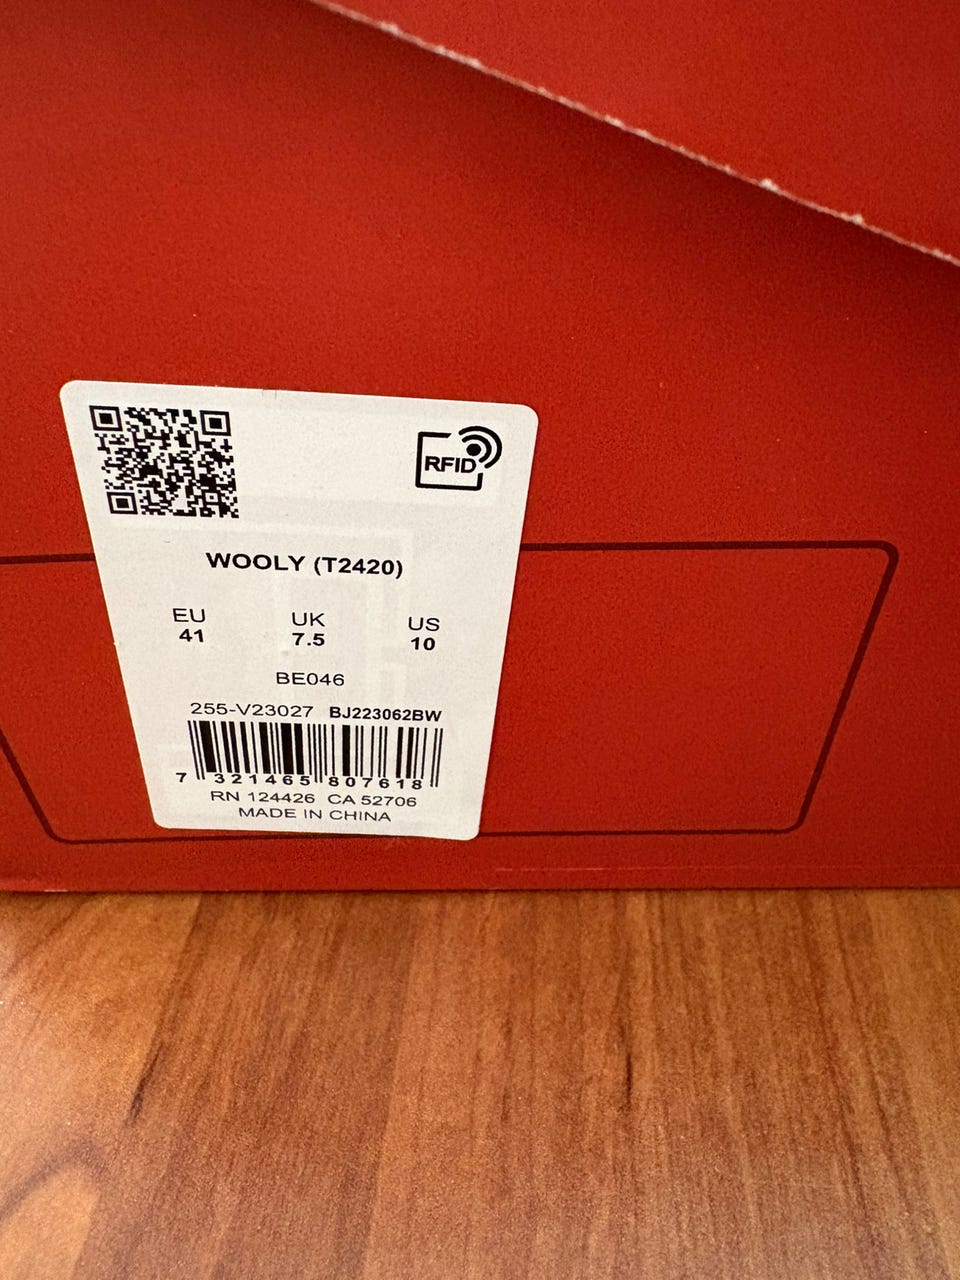 RFID
WOOLY (T2420)
EU UK US
41 7.5 10
BE046
255-V23027 BJ223062BW
7 321465 807618
RN 124426 CA 52706
MADE IN CHINA